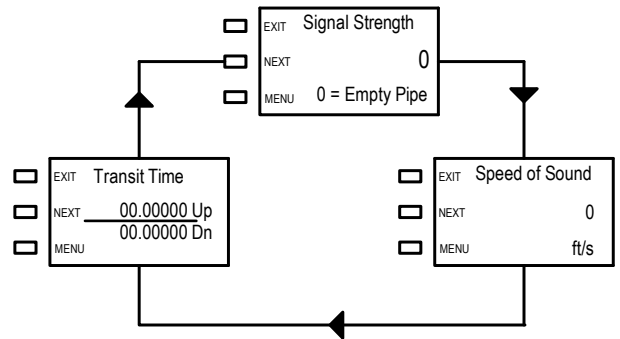 EXIT Signal Strength
NEXT 0
MENU 0 = Empty Pipe
EXIT Transit Time
NEXT 00.00000 Up
00.00000 Dn
MENU
EXIT Speed of Sound
NEXT 0
MENU ft/s